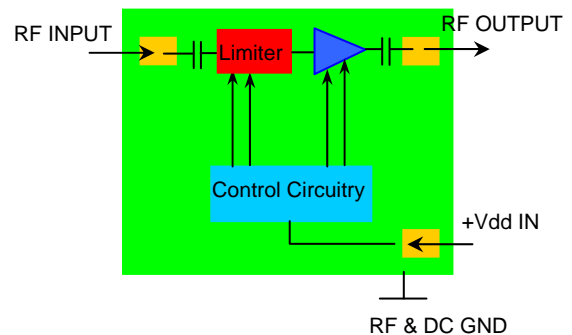 RF INPUT
RF OUTPUT
Limiter
Control Circuitry
+Vdd IN
RF & DC GND